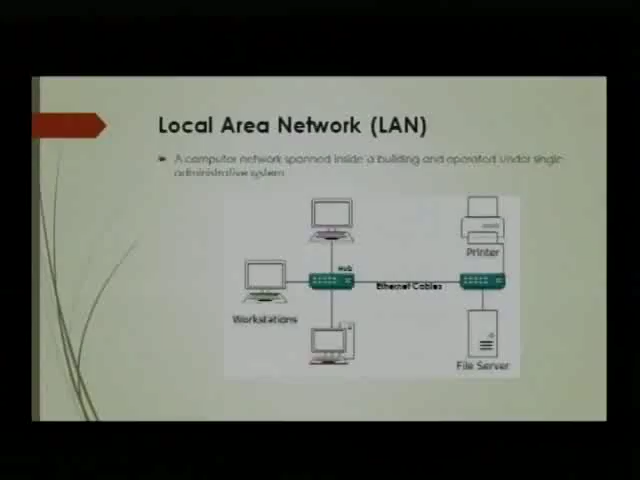 Local Area Network (LAN)
A computer network spanned inside a building and operated under single
administrative system
Printer
Hub
Ethernet Cables
Workstations
File Server